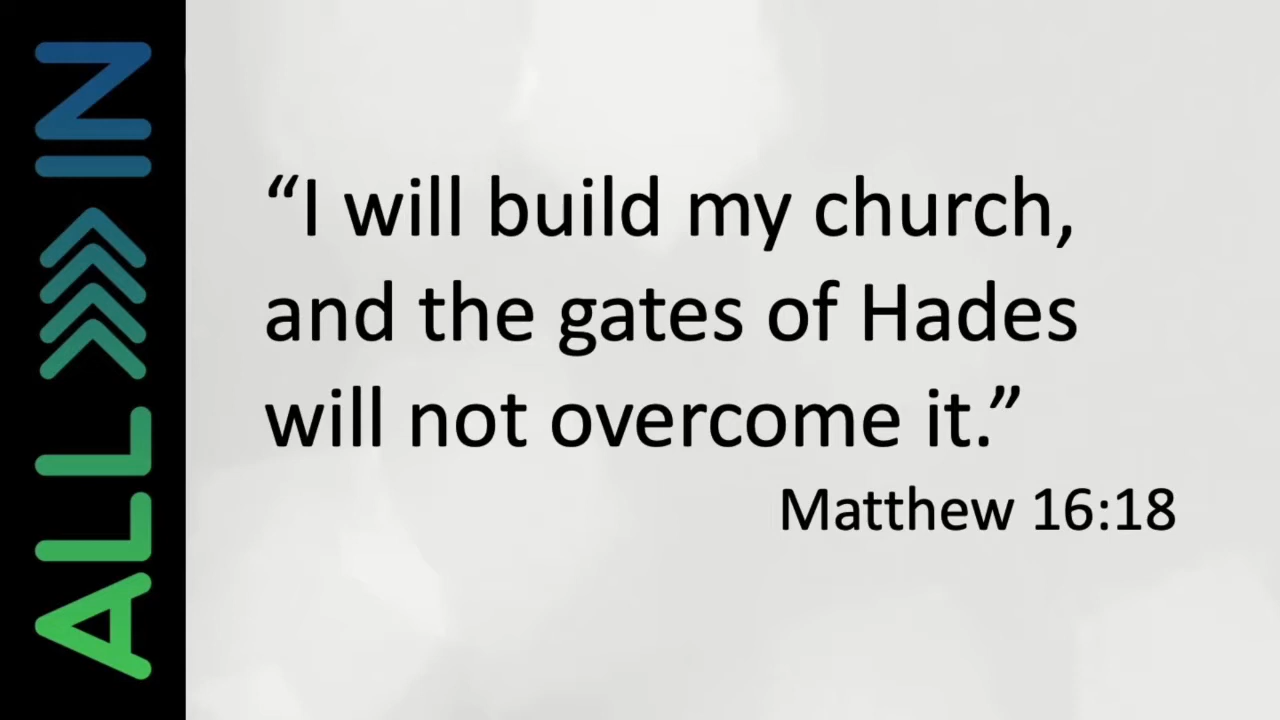 ALL IN
“I will build my church,
and the gates of Hades
will not overcome it.”
Matthew 16:18